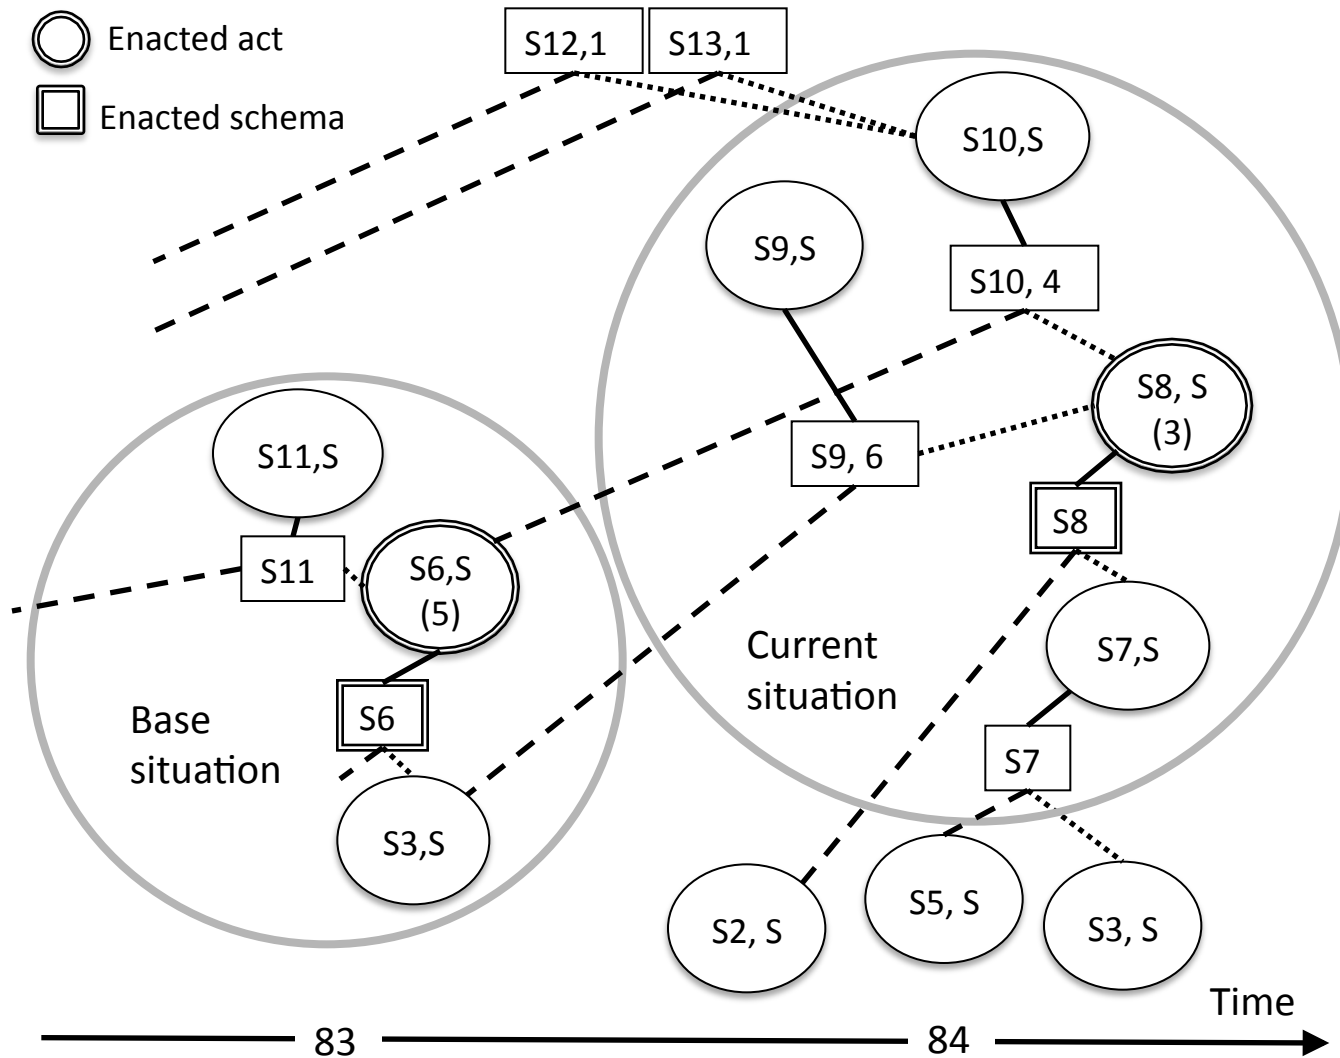 Enacted act
Enacted schema
S12,1
S13,1
S10,S
S9,S
S10, 4
S8, S
(3)
S9, 6
S8
S11,S
S11
S6,S
(5)
S7,S
Current
situation
S6
Base
situation
S7
S3,S
S2, S
S5, S
S3, S
Time
83
84